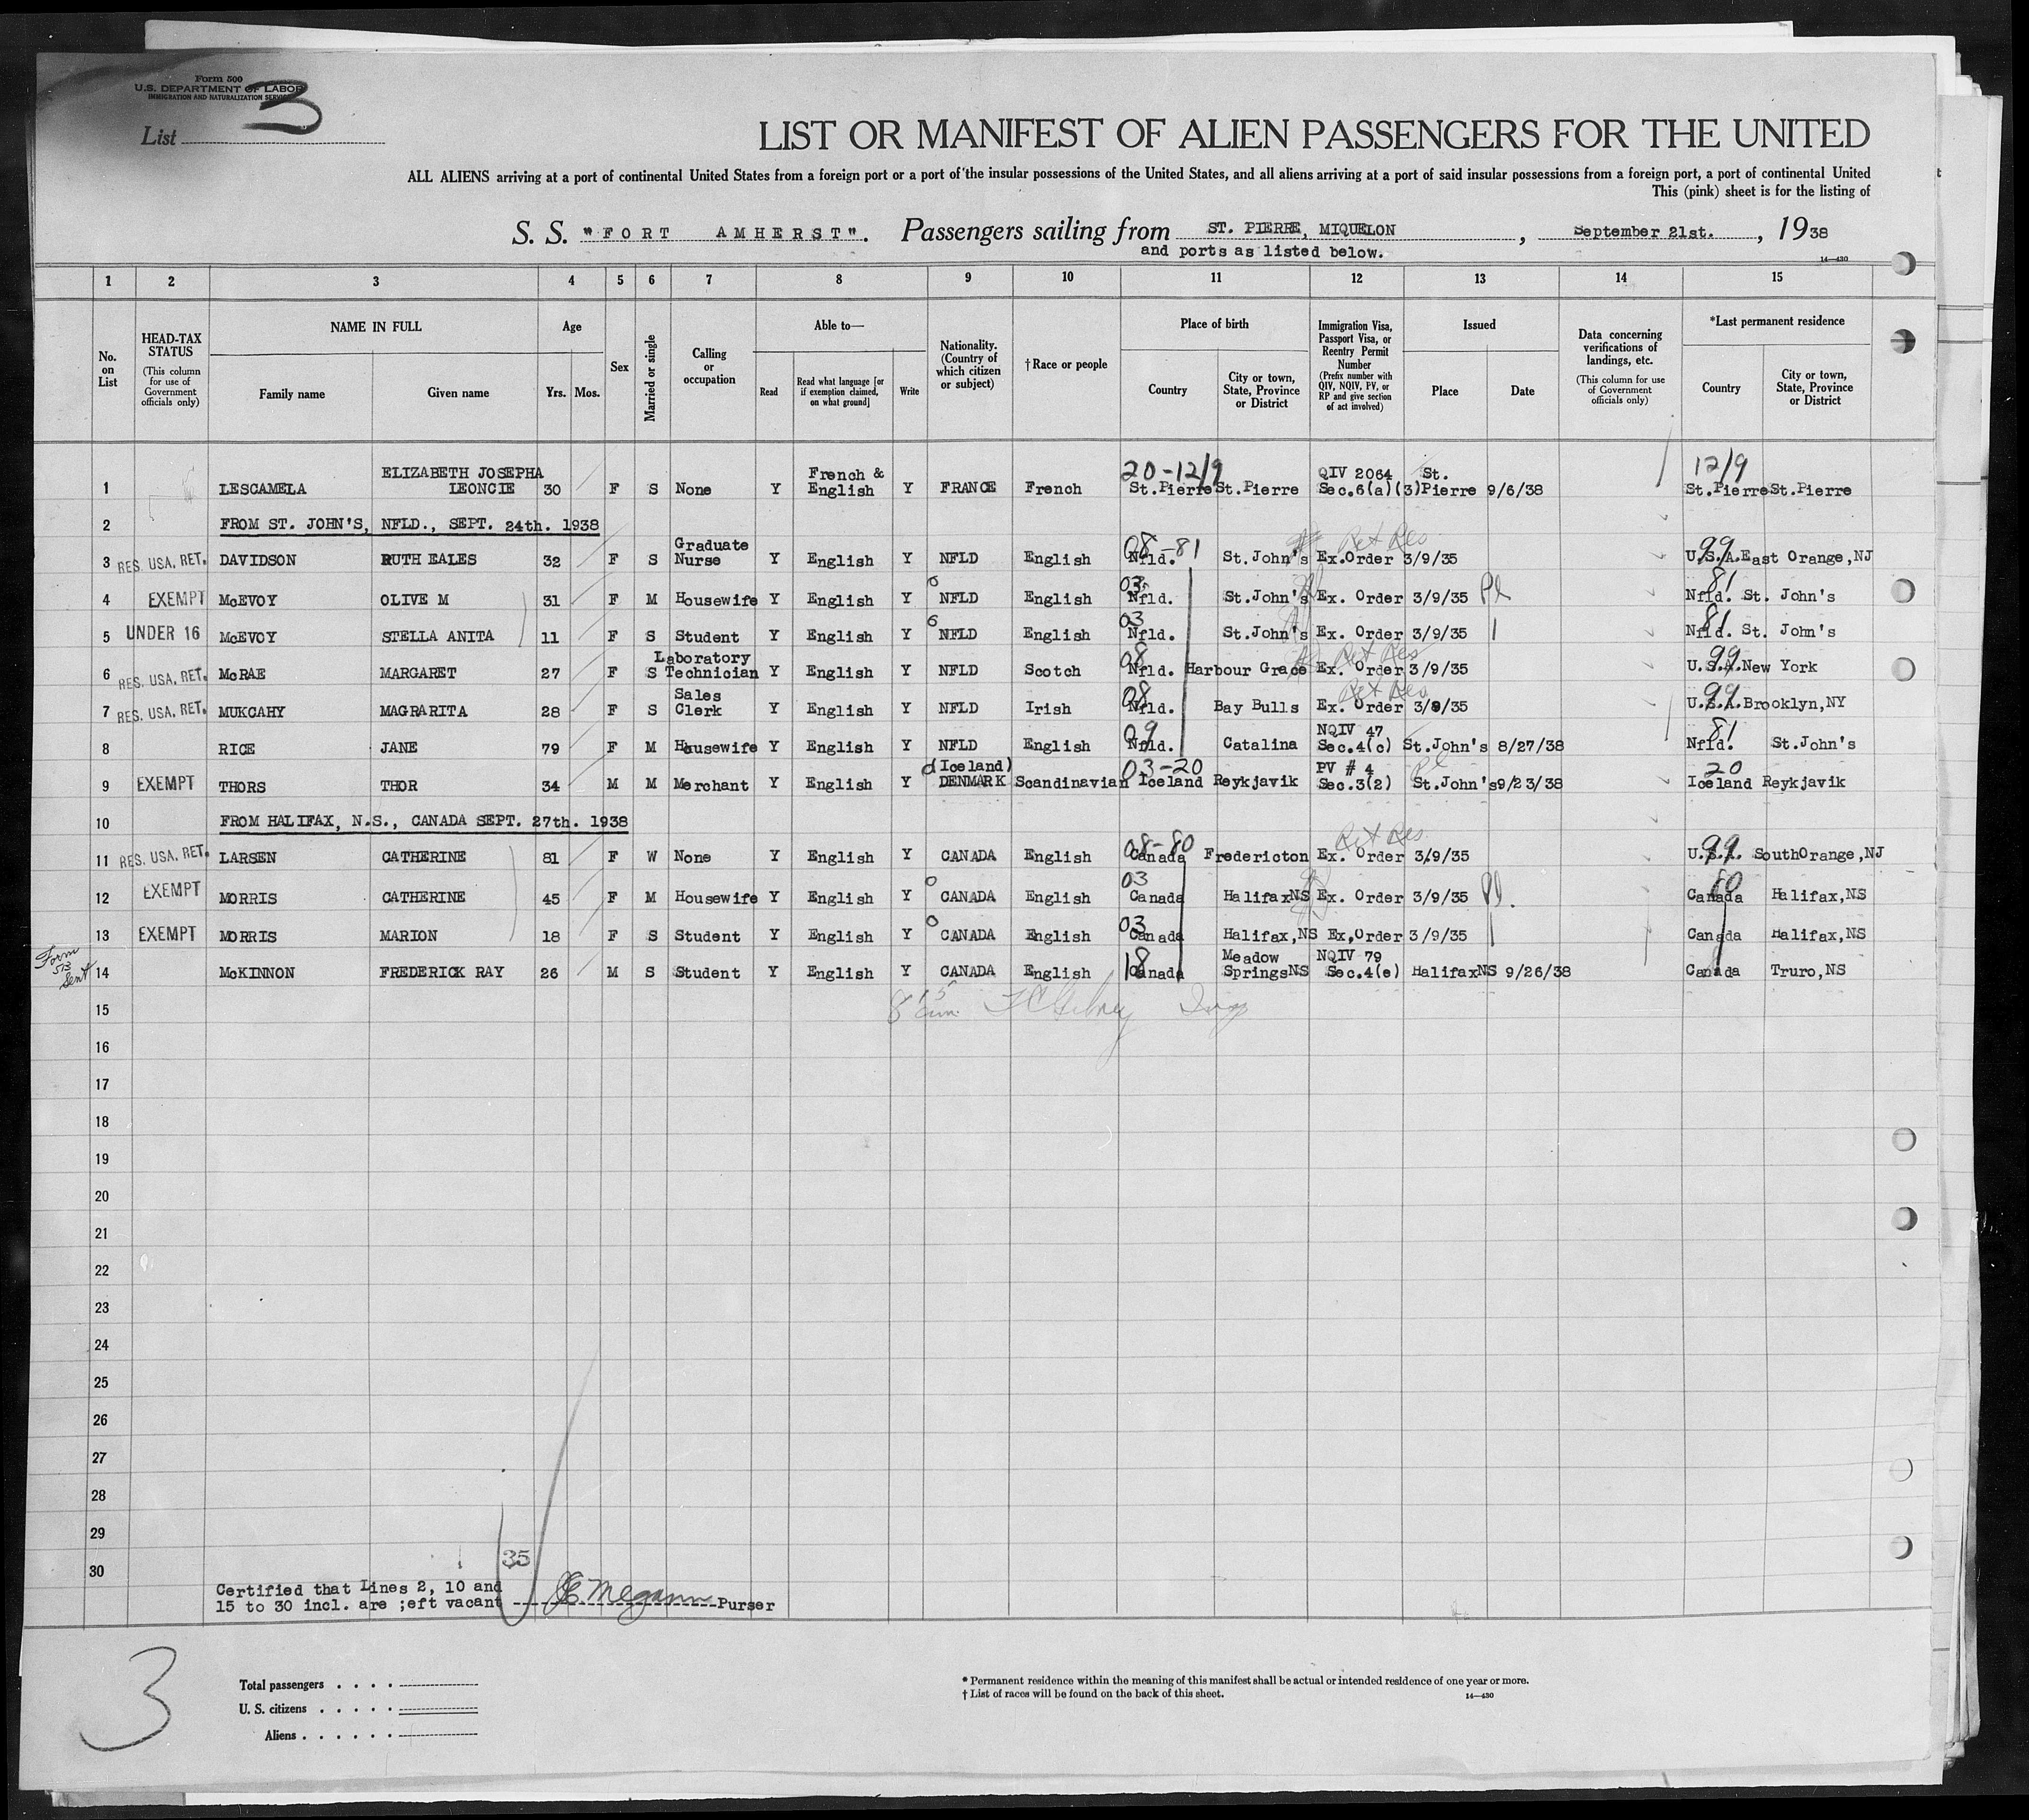 Form 500
U.S. DEPARTMENT OF LABOR
IMMIGRATION AND NATURALIZATION SERVICE
List 3
LIST OR MANIFEST OF ALIEN PASSENGERS FOR THE UNITED
ALL ALIENS arriving at a port of continental United States from a foreign port or a port of the insular possessions of the United States, and all aliens arriving at a port of said insular possessions from a foreign port, a port of continental United
This (pink) sheet is for the listing of
S. S. "FORT AMHERST". Passengers sailing from ST. PIERRE, MIQUELON, September 21st., 1938
and ports as listed below.
14—430
1 2 3 4 5 6 7 8 9 10 11 12 13 14 15
No. on List
HEAD-TAX STATUS (This column for use of Government officials only)
NAME IN FULL
Family name Given name
Age
Yrs. Mos.
Sex
Married or single
Calling or occupation
Able to—
Read Read what language [or if exemption claimed, on what ground] Write
Nationality. (Country of which citizen or subject)
† Race or people
Place of birth
Country City or town, State, Province or District
Immigration Visa, Passport Visa, or Reentry Permit Number (Prefix number with QIV, NQIV, PV, or RP and give section of act involved)
Issued
Place Date
Data concerning verifications of landings, etc. (This column for use of Government officials only)
*Last permanent residence
Country City or town, State, Province or District
1 LESCAMELA ELIZABETH JOSEPHA LEONCIE 30 F S None Y French & English Y FRANCE French 20-12/9 St.Pierre St.Pierre QIV 2064 Sec.6(a)(3) St. Pierre 9/6/38 12/9 St.Pierre St.Pierre
2 FROM ST. JOHN'S, NFLD., SEPT. 24th. 1938
3 RES. USA, RET. DAVIDSON RUTH EALES 32 F S Graduate Nurse Y English Y NFLD English 08-81 Nfld. St.John's Ex.Order 3/9/35 Ret Res 99 U.S.A. East Orange,NJ
4 EXEMPT McEVOY OLIVE M 31 F M Housewife Y English Y NFLD English 03 Nfld. St.John's Ex. Order 3/9/35 Pl 81 Nfld. St. John's
5 UNDER 16 McEVOY STELLA ANITA 11 F S Student Y English Y NFLD English 03 Nfld. St.John's Ex. Order 3/9/35 81 Nfld. St. John's
6 RES. USA, RET. McRAE MARGARET 27 F S Laboratory Technician Y English Y NFLD Scotch 08 Nfld. Harbour Grace Ex. Order 3/9/35 Ret Res 99 U.S.A. New York
7 RES. USA, RET. MUKCAHY MAGRARITA 28 F S Sales Clerk Y English Y NFLD Irish 08 Nfld. Bay Bulls Ex. Order 3/9/35 Ret Res 99 U.S.A. Brooklyn,NY
8 RICE JANE 79 F M Housewife Y English Y NFLD English 09 Nfld. Catalina NQIV 47 Sec.4(c) St.John's 8/27/38 81 Nfld. St.John's
9 EXEMPT THORS THOR 34 M M Merchant Y English Y (Iceland) DENMARK Scandinavian 03-20 Iceland Reykjavik PV # 4 Sec.3(2) Pl St.John's 9/23/38 20 Iceland Reykjavik
10 FROM HALIFAX, N.S., CANADA SEPT. 27th. 1938
11 RES. USA, RET. LARSEN CATHERINE 81 F W None Y English Y CANADA English 08-80 Canada Fredericton Ex. Order 3/9/35 Ret Res 99 U.S.A. SouthOrange,NJ
12 EXEMPT MORRIS CATHERINE 45 F M Housewife Y English Y CANADA English 03 Canada HalifaxNS Ex. Order 3/9/35 Pl. 80 Canada Halifax,NS
13 EXEMPT MORRIS MARION 18 F S Student Y English Y CANADA English 03 Canada Halifax,NS Ex.Order 3/9/35 Canada Halifax,NS
Form 513 Sent 14 McKINNON FREDERICK RAY 26 M S Student Y English Y CANADA English 18 Canada Meadow SpringsNS NQIV 79 Sec.4(e) HalifaxNS 9/26/38 Canada Truro,NS
15
16
17
18
19
20
21
22
23
24
25
26
27
28
29
30
35
Certified that Lines 2, 10 and
15 to 30 incl. are ;eft vacant Purser
3
Total passengers
U. S. citizens
Aliens
* Permanent residence within the meaning of this manifest shall be actual or intended residence of one year or more.
† List of races will be found on the back of this sheet.
14—430